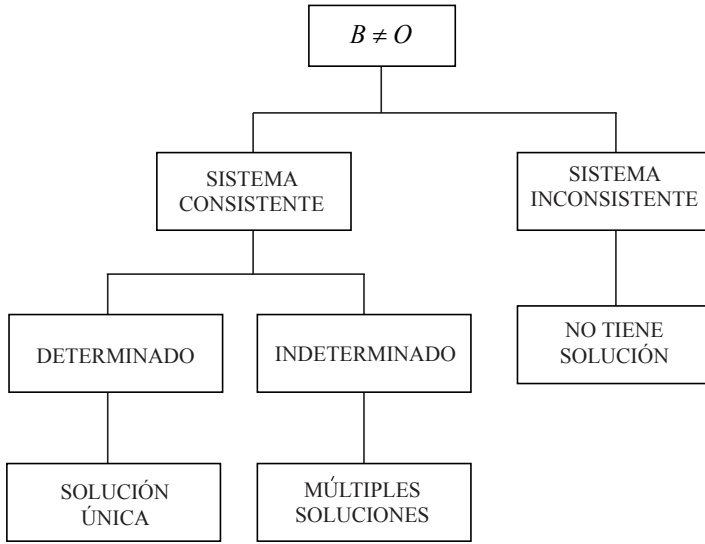 B ≠ O
SISTEMA
CONSISTENTE
SISTEMA
INCONSISTENTE
DETERMINADO
INDETERMINADO
NO TIENE
SOLUCIÓN
SOLUCIÓN
ÚNICA
MÚLTIPLES
SOLUCIONES